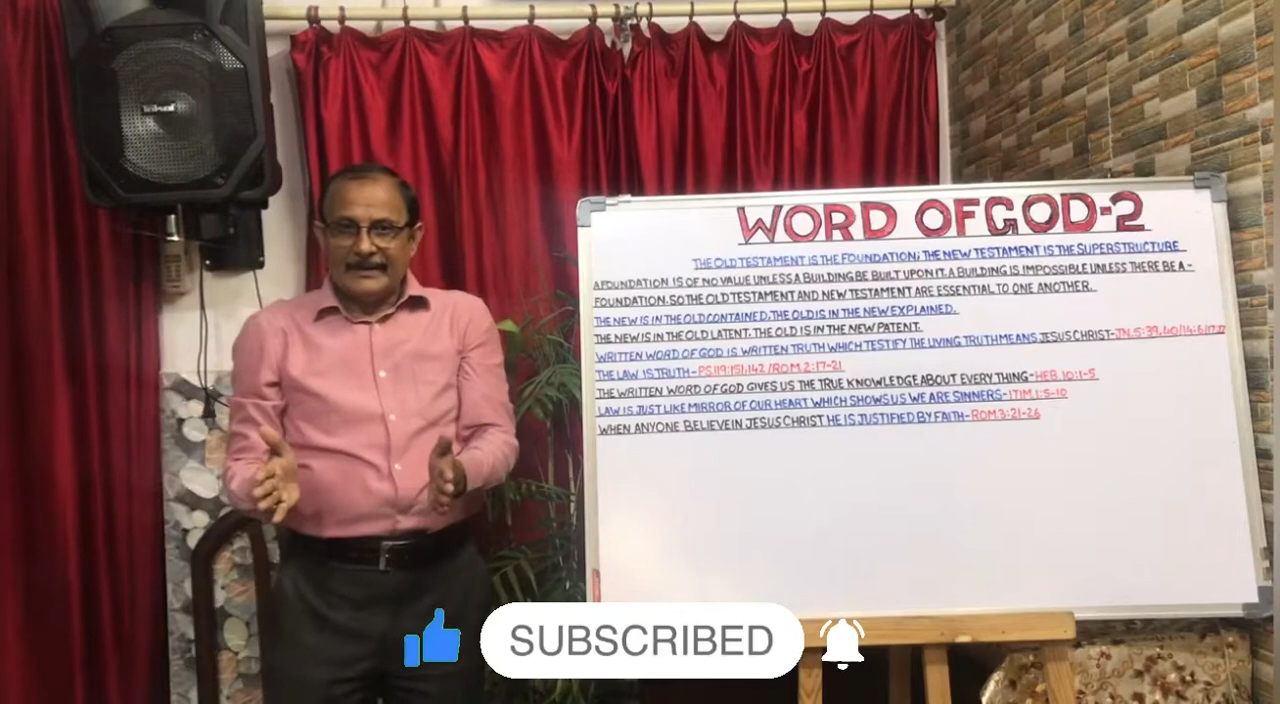 WORD OF GOD-2
THE OLD TESTAMENT IS THE FOUNDATION; THE NEW TESTAMENT IS THE SUPERSTRUCTURE
A FOUNDATION IS OF NO VALUE UNLESS A BUILDING BE BUILT UPON IT. A BUILDING IS IMPOSSIBLE UNLESS THERE BE A -
FOUNDATION. SO THE OLD TESTAMENT AND NEW TESTAMENT ARE ESSENTIAL TO ONE ANOTHER.
THE NEW IS IN THE OLD CONTAINED. THE OLD IS IN THE NEW EXPLAINED.
THE NEW IS IN THE OLD LATENT. THE OLD IS IN THE NEW PATENT.
WRITTEN WORD OF GOD IS WRITTEN TRUTH WHICH TESTIFY THE LIVING TRUTH MEANS JESUS CHRIST-JN.5:39,40/14:6/17:17
THE LAW IS TRUTH-PS.119:151,142/ROM.2:17-21
THE WRITTEN WORD OF GOD GIVES US THE TRUE KNOWLEDGE ABOUT EVERY THING-HEB.10:1-5
LAW IS JUST LIKE MIRROR OF OUR HEART WHICH SHOWS US WE ARE SINNERS-1TIM.1:5-10
WHEN ANYONE BELIEVE IN JESUS CHRIST HE IS JUSTIFIED BY FAITH-ROM.3:21-26
SUBSCRIBED